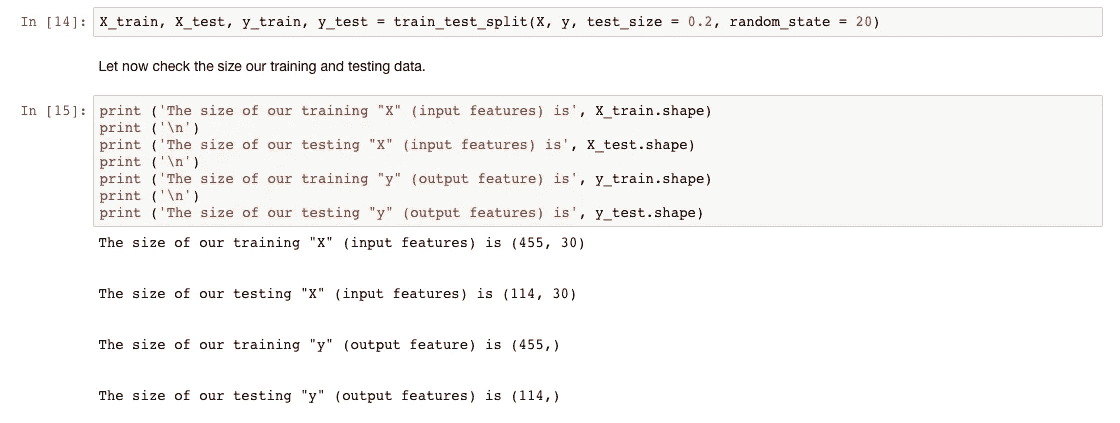 In [14]: X_train, X_test, y_train, y_test = train_test_split(X, y, test_size = 0.2, random_state = 20)
Let now check the size our training and testing data.
In [15]: print ('The size of our training "X" (input features) is', X_train.shape)
print ('\n')
print ('The size of our testing "X" (input features) is', X_test.shape)
print ('\n')
print ('The size of our training "y" (output feature) is', y_train.shape)
print ('\n')
print ('The size of our testing "y" (output features) is', y_test.shape)
The size of our training "X" (input features) is (455, 30)
The size of our testing "X" (input features) is (114, 30)
The size of our training "y" (output feature) is (455,)
The size of our testing "y" (output features) is (114,)